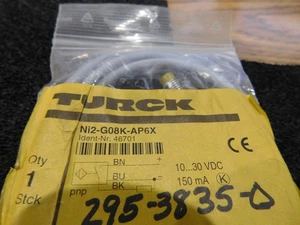 TURCK
Ni2-G08K-AP6X
Ident-Nr. 46701
CE
Qty
1
Stck
BN +
BU -
BK
pnp
10...30 VDC
150 mA (K)
295-3835-0